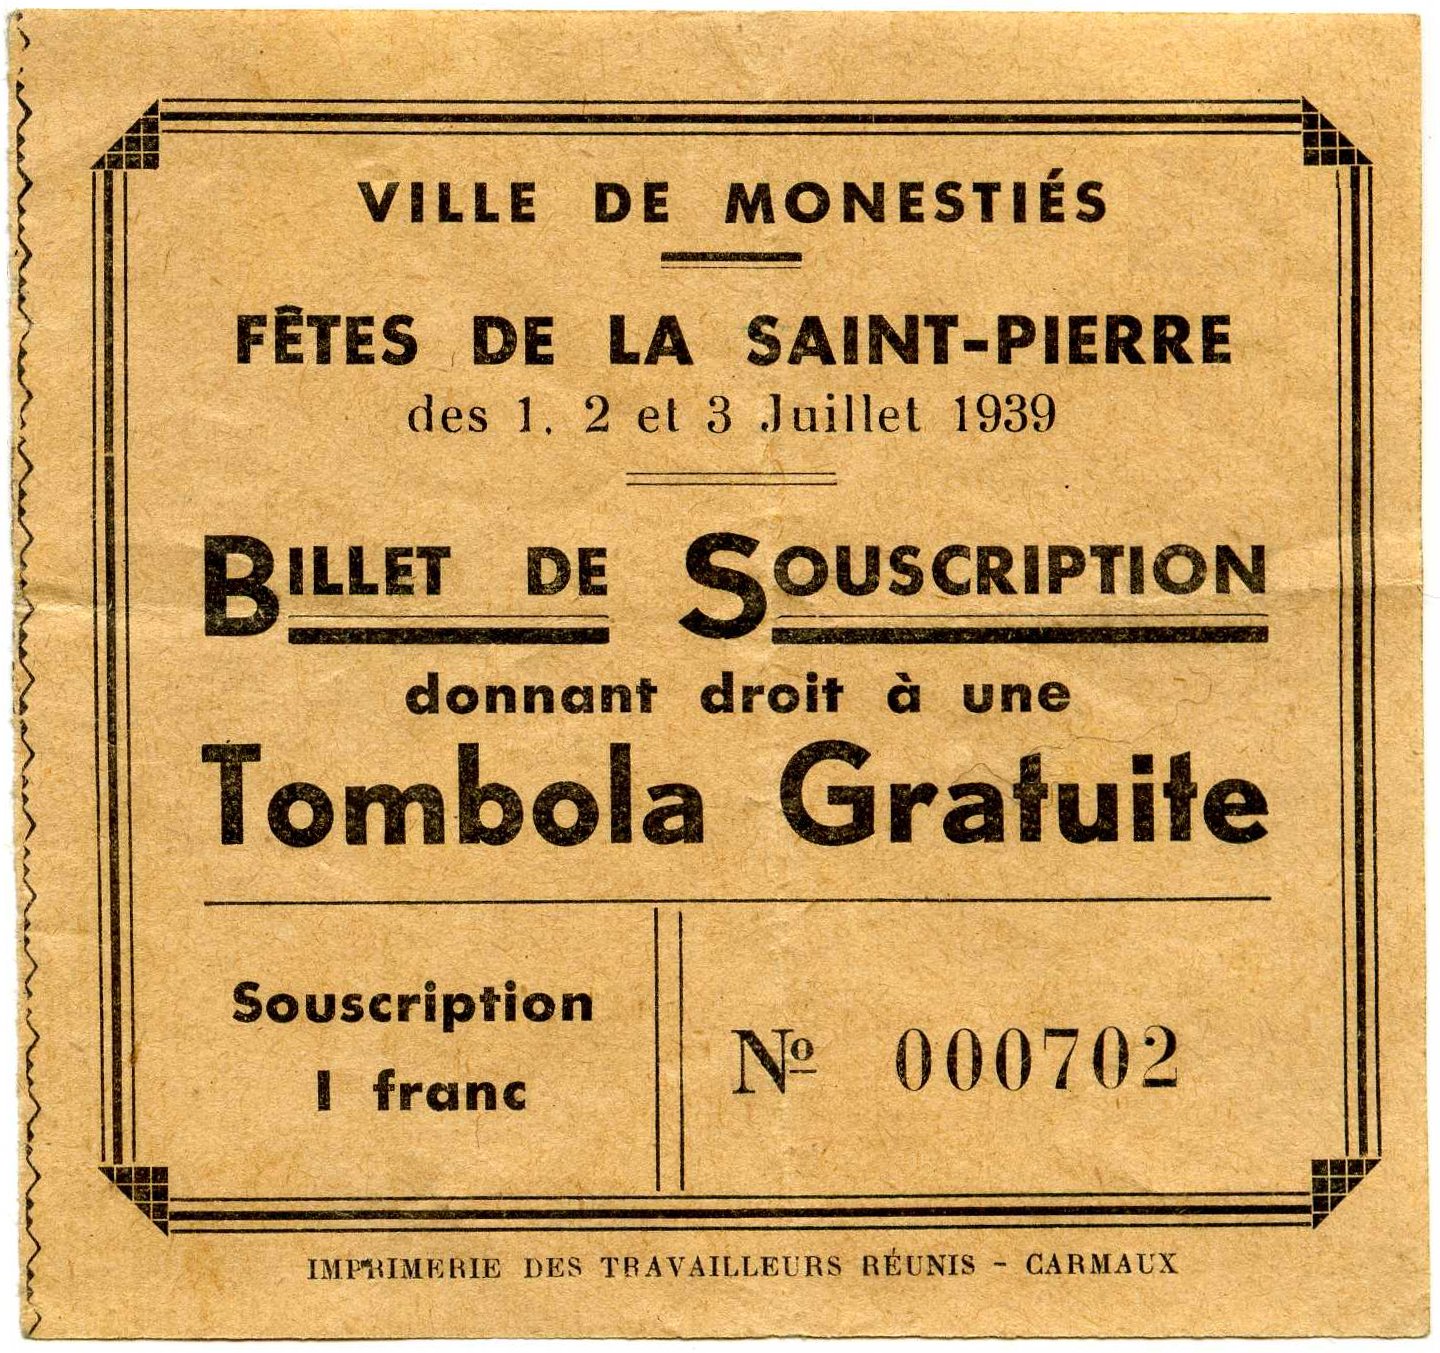 VILLE DE MONESTIÉS
FÊTES DE LA SAINT-PIERRE
des 1, 2 et 3 Juillet 1939
BILLET DE SOUSCRIPTION
donnant droit à une
Tombola Gratuite
Souscription
1 franc
Nº 000702
IMPRIMERIE DES TRAVAILLEURS RÉUNIS - CARMAUX